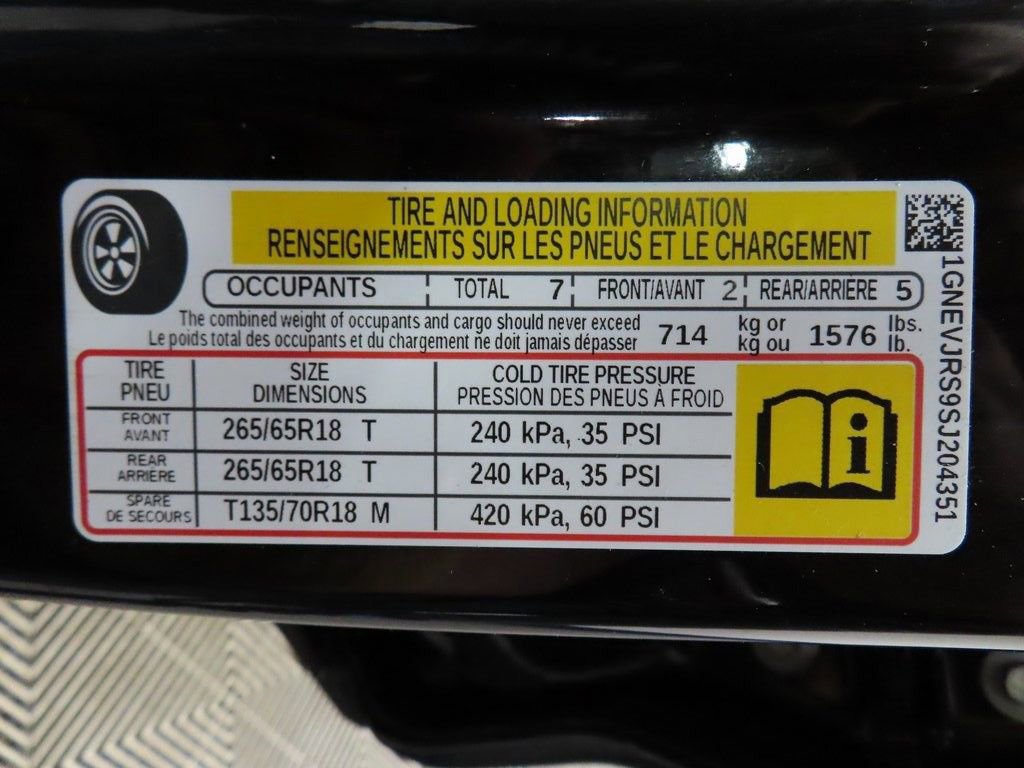 TIRE AND LOADING INFORMATION
RENSEIGNEMENTS SUR LES PNEUS ET LE CHARGEMENT
OCCUPANTS TOTAL 7 FRONT/AVANT 2 REAR/ARRIERE 5
The combined weight of occupants and cargo should never exceed 714 kg or 1576 lbs.
Le poids total des occupants et du chargement ne doit jamais dépasser kg ou lb.
TIRE SIZE COLD TIRE PRESSURE
PNEU DIMENSIONS PRESSION DES PNEUS A FROID
FRONT
AVANT 265/65R18 T 240 kPa, 35 PSI
REAR
ARRIERE 265/65R18 T 240 kPa, 35 PSI
SPARE
DE SECOURS T135/70R18 M 420 kPa, 60 PSI
i
1GNEVJRS9SJ204351